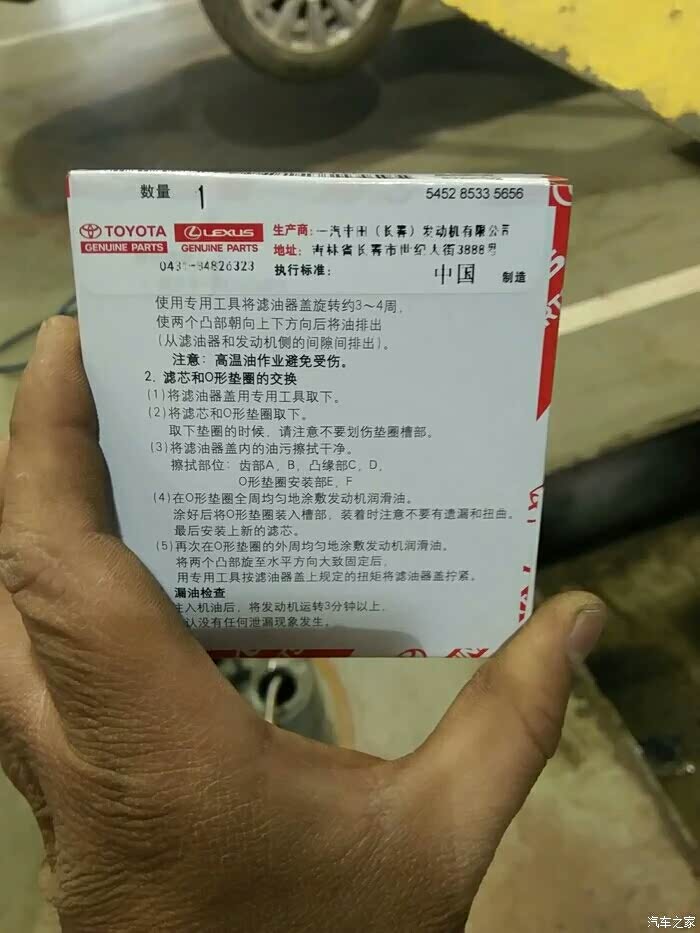 数量 1
5452 8533 5656
TOYOTA
GENUINE PARTS
LEXUS
GENUINE PARTS
生产商：一汽丰田（长春）发动机有限公司
地址：吉林省长春市世纪大街3888号
0431-84826323
执行标准：
中国 制造
使用专用工具将滤油器盖旋转约3～4周，
使两个凸部朝向上下方向后将油排出
(从滤油器和发动机侧的间隙间排出)。
注意：高温油作业避免受伤。
2. 滤芯和O形垫圈的交换
(1)将滤油器盖用专用工具取下。
(2)将滤芯和O形垫圈取下。
取下垫圈的时候，请注意不要划伤垫圈槽部。
(3)将滤油器盖内的油污擦拭干净。
擦拭部位：齿部A，B，凸缘部C，D，
O形垫圈安装部E，F
(4)在O形垫圈全周均匀地涂敷发动机润滑油。
涂好后将O形垫圈装入槽部，装着时注意不要有遗漏和扭曲。
最后安装上新的滤芯。
(5)再次在O形垫圈的外周均匀地涂敷发动机润滑油。
将两个凸部旋至水平方向大致固定后，
用专用工具按滤油器盖上规定的扭矩将滤油器盖拧紧。
漏油检查
注入机油后，将发动机运转3分钟以上，
认没有任何泄漏现象发生。
汽车之家